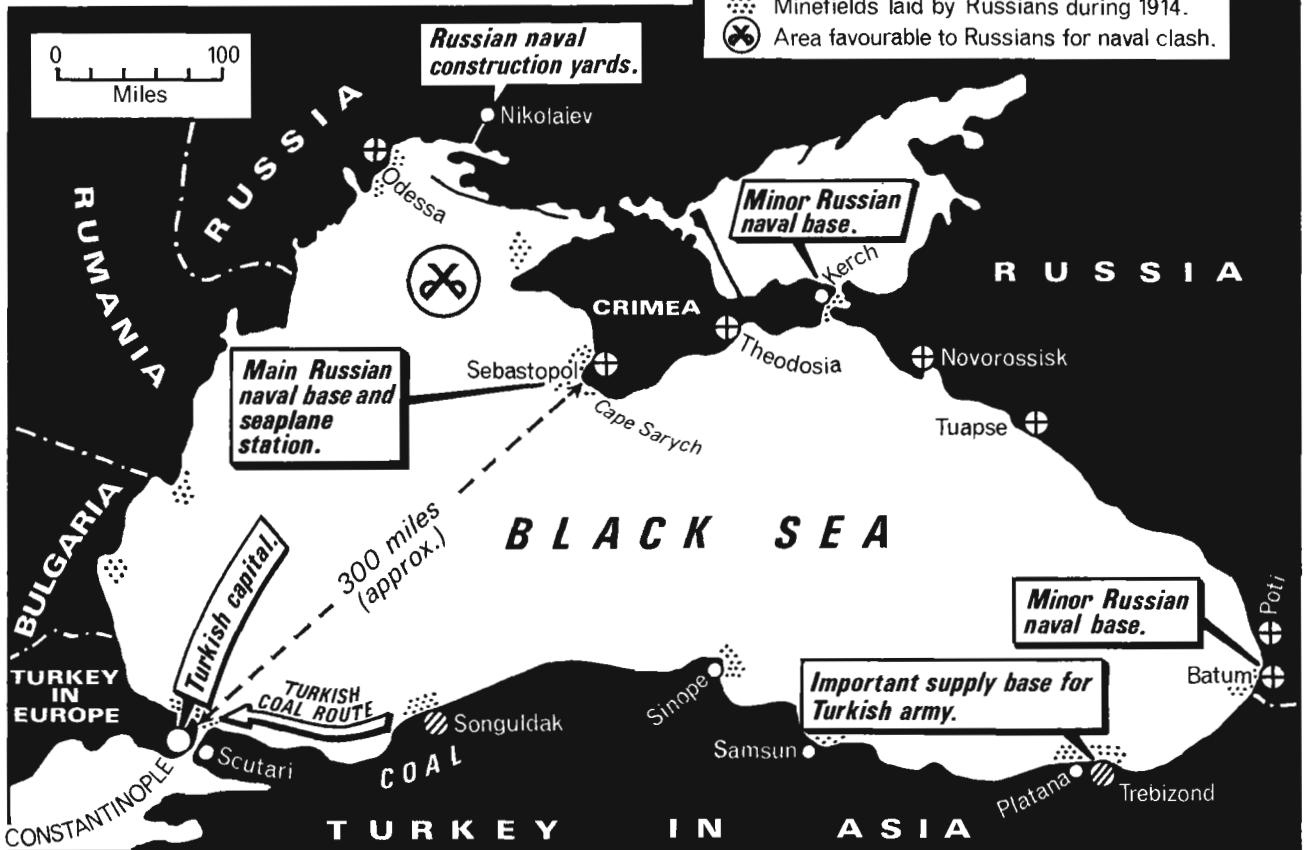 Minefields laid by Russians during 1914.
Area favourable to Russians for naval clash.
0 100
Miles
Russian naval
construction yards.
Nikolaiev
RUSSIA
Odessa
RUMANIA
Minor Russian
naval base.
Kerch
RUSSIA
CRIMEA
Theodosia
Novorossisk
Sebastopol
Main Russian
naval base and
seaplane
station.
Cape Sarych
Tuapse
BLACK SEA
300 miles
(approx.)
BULGARIA
Turkish capital.
Minor Russian
naval base.
Poti
Batum
TURKEY
IN
EUROPE
TURKISH
COAL ROUTE
Songuldak
COAL
Sinope
Important supply base for
Turkish army.
Samsun
Scutari
Platana
Trebizond
CONSTANTINOPLE
TURKEY IN ASIA